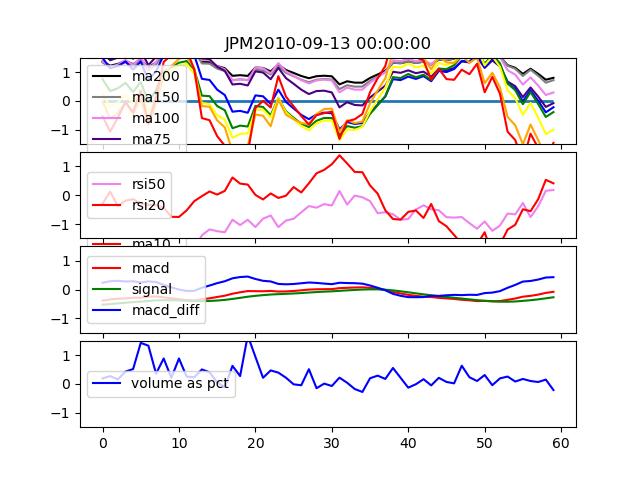 JPM2010-09-13 00:00:00
1
0
−1
ma200
ma150
ma100
ma75
1
0
−1
rsi50
rsi20
ma10
1
0
−1
macd
signal
macd_diff
1
0
−1
volume as pct
0 10 20 30 40 50 60